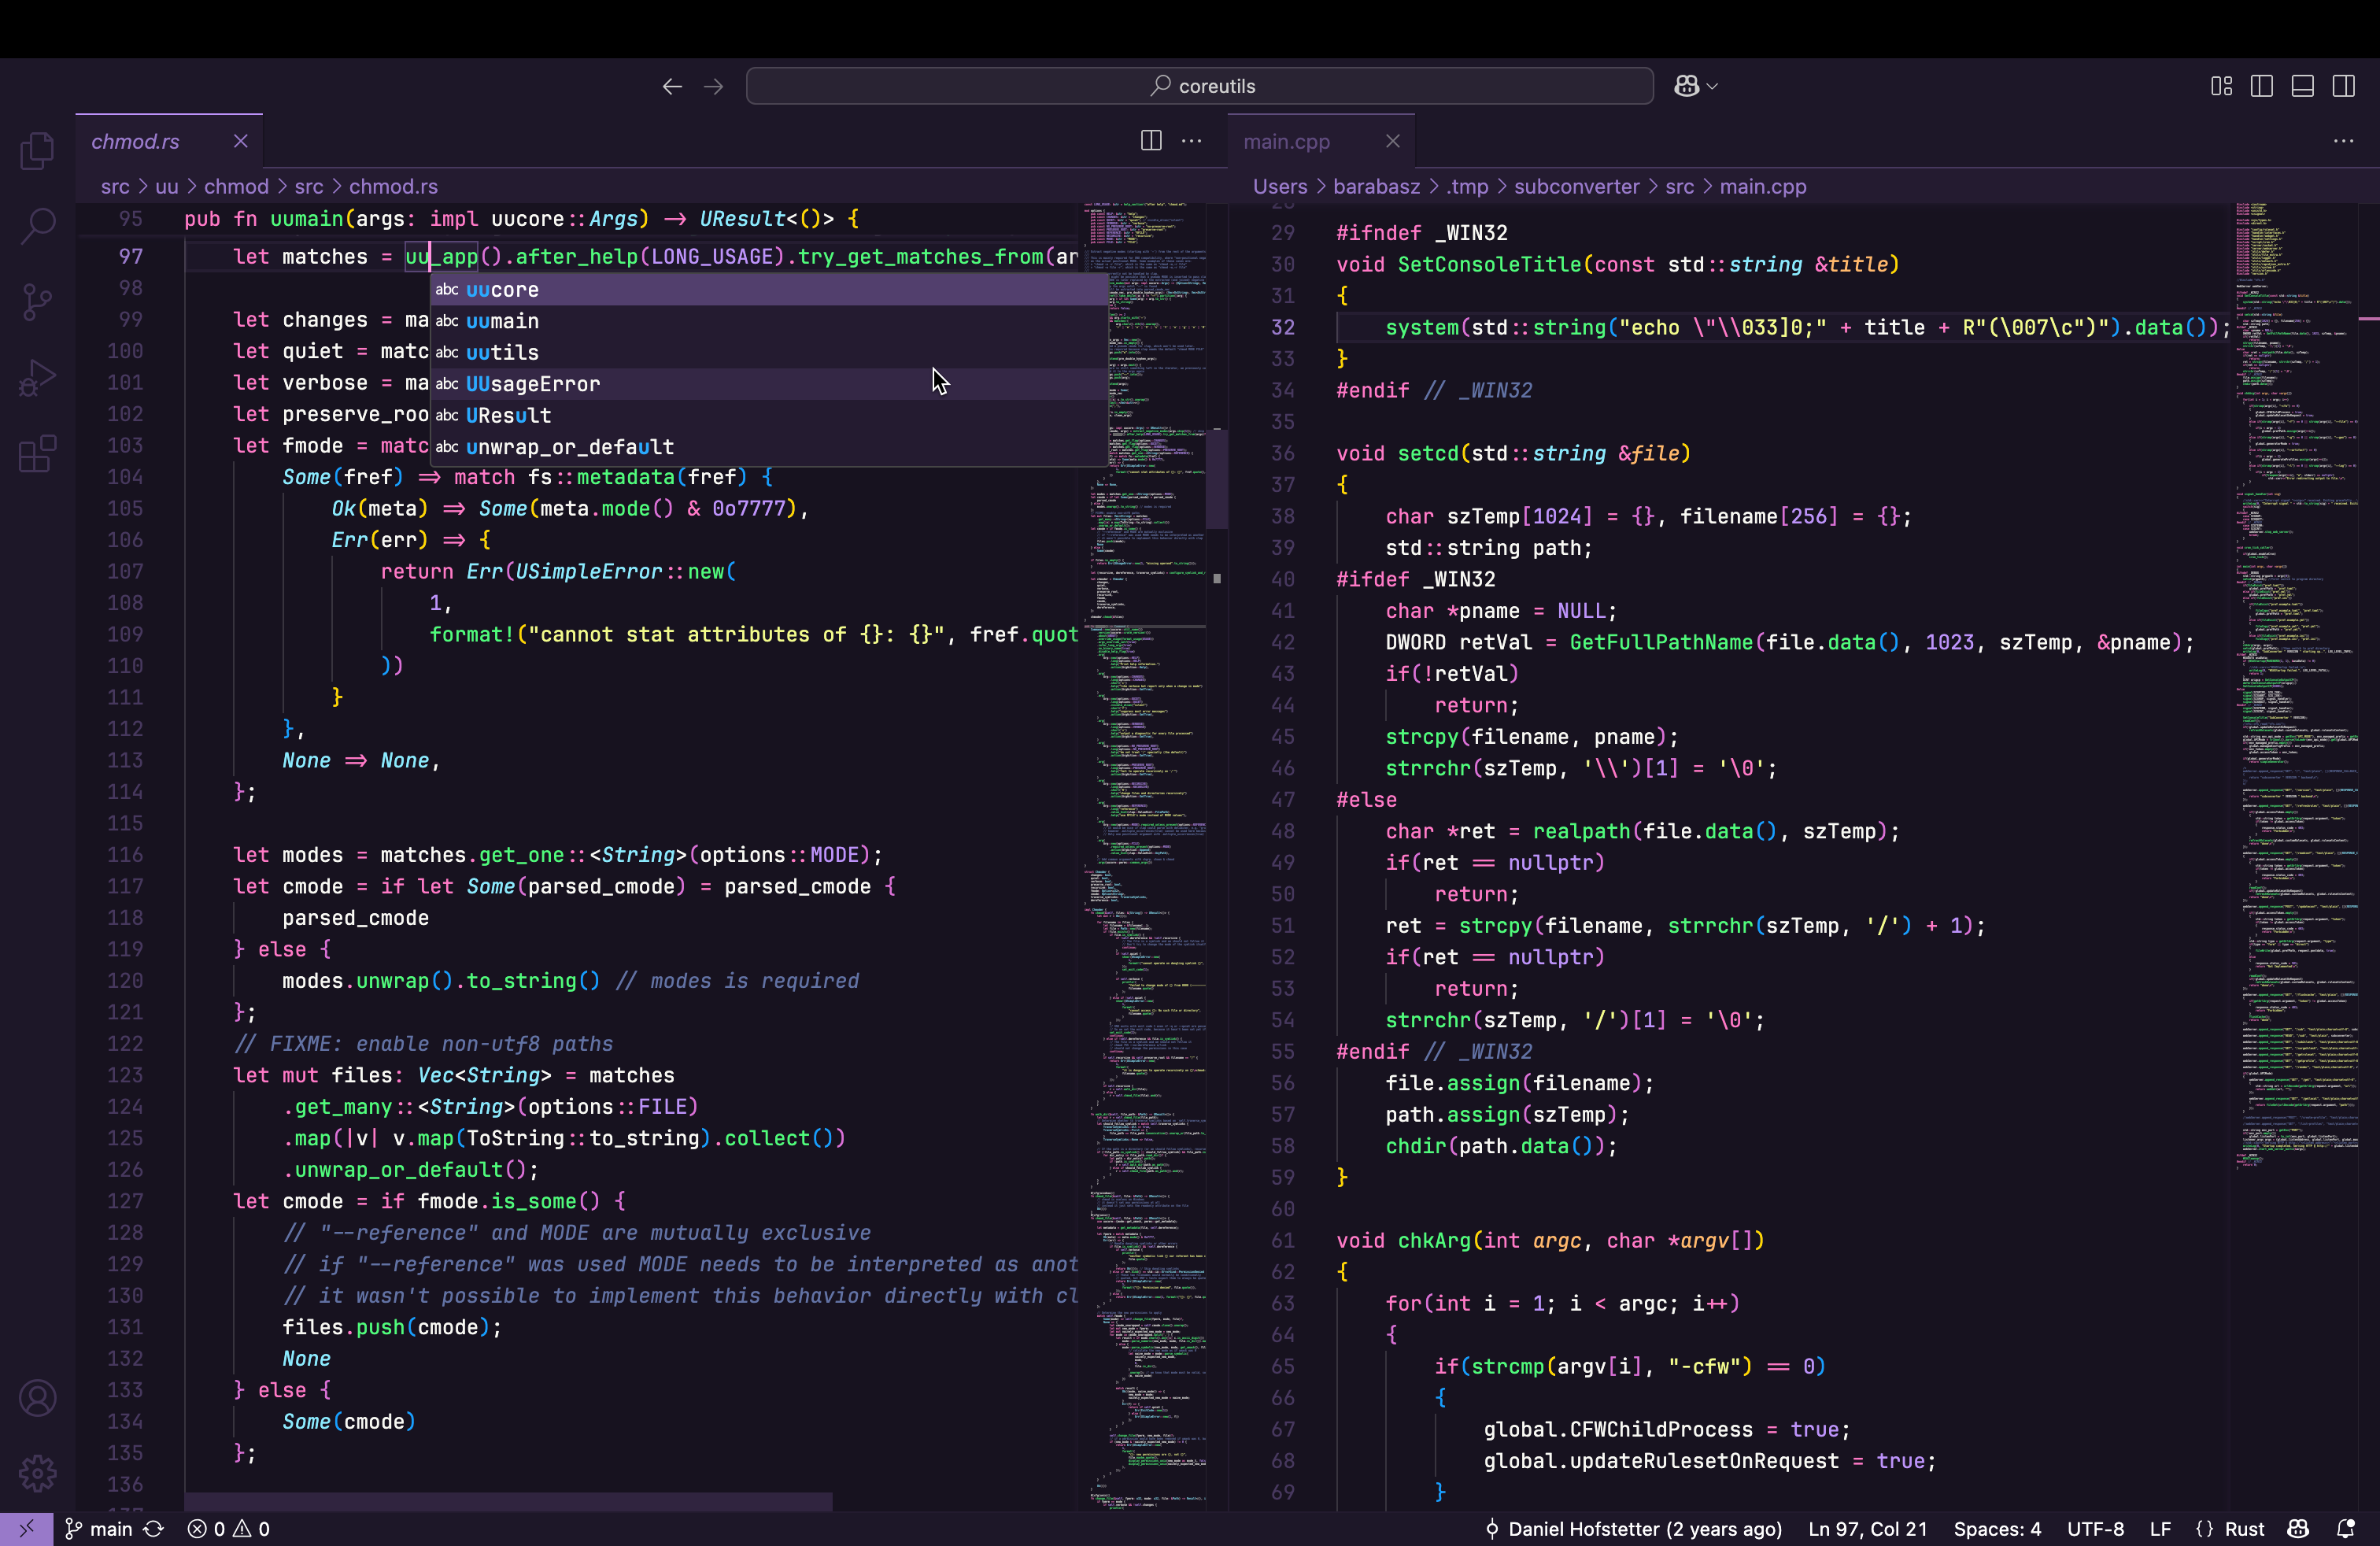 coreutils
chmod.rs
src > uu > chmod > src > chmod.rs
95 pub fn uumain(args: impl uucore::Args) -> UResult<()> {
97 let matches = uu_app().after_help(LONG_USAGE).try_get_matches_from(ar
abc uucore
abc uumain
abc uutils
abc UUsageError
abc UResult
abc unwrap_or_default
98
99 let changes = ma
100 let quiet = matc
101 let verbose = ma
102 let preserve_roo
103 let fmode = matc
104 Some(fref) => match fs::metadata(fref) {
105 Ok(meta) => Some(meta.mode() & 0o7777),
106 Err(err) => {
107 return Err(USimpleError::new(
108 1,
109 format!("cannot stat attributes of {}: {}", fref.quot
110 ))
111 }
112 },
113 None => None,
114 };
115
116 let modes = matches.get_one::<String>(options::MODE);
117 let cmode = if let Some(parsed_cmode) = parsed_cmode {
118 parsed_cmode
119 } else {
120 modes.unwrap().to_string() // modes is required
121 };
122 // FIXME: enable non-utf8 paths
123 let mut files: Vec<String> = matches
124 .get_many::<String>(options::FILE)
125 .map(|v| v.map(ToString::to_string).collect())
126 .unwrap_or_default();
127 let cmode = if fmode.is_some() {
128 // "--reference" and MODE are mutually exclusive
129 // if "--reference" was used MODE needs to be interpreted as anot
130 // it wasn't possible to implement this behavior directly with cl
131 files.push(cmode);
132 None
133 } else {
134 Some(cmode)
135 };
136
main.cpp
Users > barabasz > .tmp > subconverter > src > main.cpp
29 #ifndef _WIN32
30 void SetConsoleTitle(const std::string &title)
31 {
32 system(std::string("echo \"\\033]0;" + title + R"(\007\c")").data());
33 }
34 #endif // _WIN32
35
36 void setcd(std::string &file)
37 {
38 char szTemp[1024] = {}, filename[256] = {};
39 std::string path;
40 #ifdef _WIN32
41 char *pname = NULL;
42 DWORD retVal = GetFullPathName(file.data(), 1023, szTemp, &pname);
43 if(!retVal)
44 return;
45 strcpy(filename, pname);
46 strrchr(szTemp, '\\')[1] = '\0';
47 #else
48 char *ret = realpath(file.data(), szTemp);
49 if(ret == nullptr)
50 return;
51 ret = strcpy(filename, strrchr(szTemp, '/') + 1);
52 if(ret == nullptr)
53 return;
54 strrchr(szTemp, '/')[1] = '\0';
55 #endif // _WIN32
56 file.assign(filename);
57 path.assign(szTemp);
58 chdir(path.data());
59 }
60
61 void chkArg(int argc, char *argv[])
62 {
63 for(int i = 1; i < argc; i++)
64 {
65 if(strcmp(argv[i], "-cfw") == 0)
66 {
67 global.CFWChildProcess = true;
68 global.updateRulesetOnRequest = true;
69 }
main 0 0 Daniel Hofstetter (2 years ago) Ln 97, Col 21 Spaces: 4 UTF-8 LF {} Rust